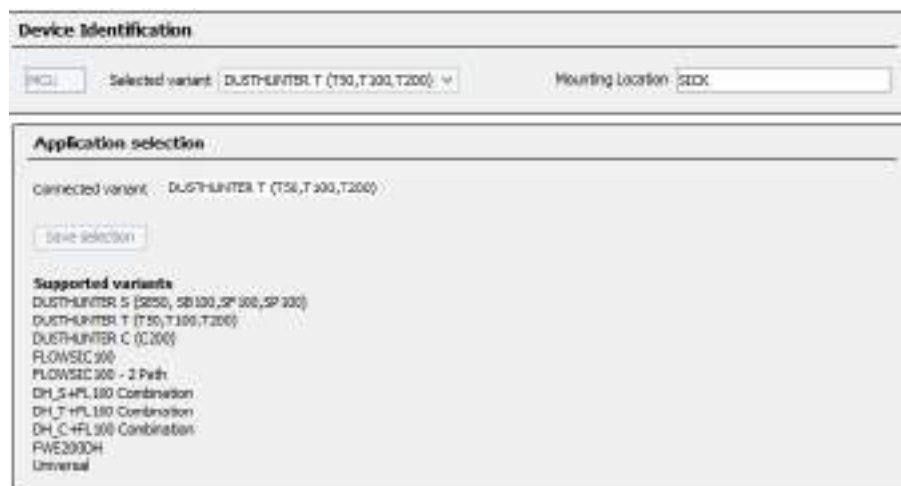 Device Identification
MCU Selected variant DUSTHUNTER T (T50,T100,T200) Mounting Location SICK
Application selection
Connected variant DUSTHUNTER T (T50,T100,T200)
Save selection
Supported variants
DUSTHUNTER S (SB50, SB100,SF100,SP100)
DUSTHUNTER T (T50,T100,T200)
DUSTHUNTER C (C200)
FLOWSIC100
FLOWSIC100 - 2 Path
DH_S+FL100 Combination
DH_T+FL100 Combination
DH_C+FL100 Combination
FWE200DH
Universal